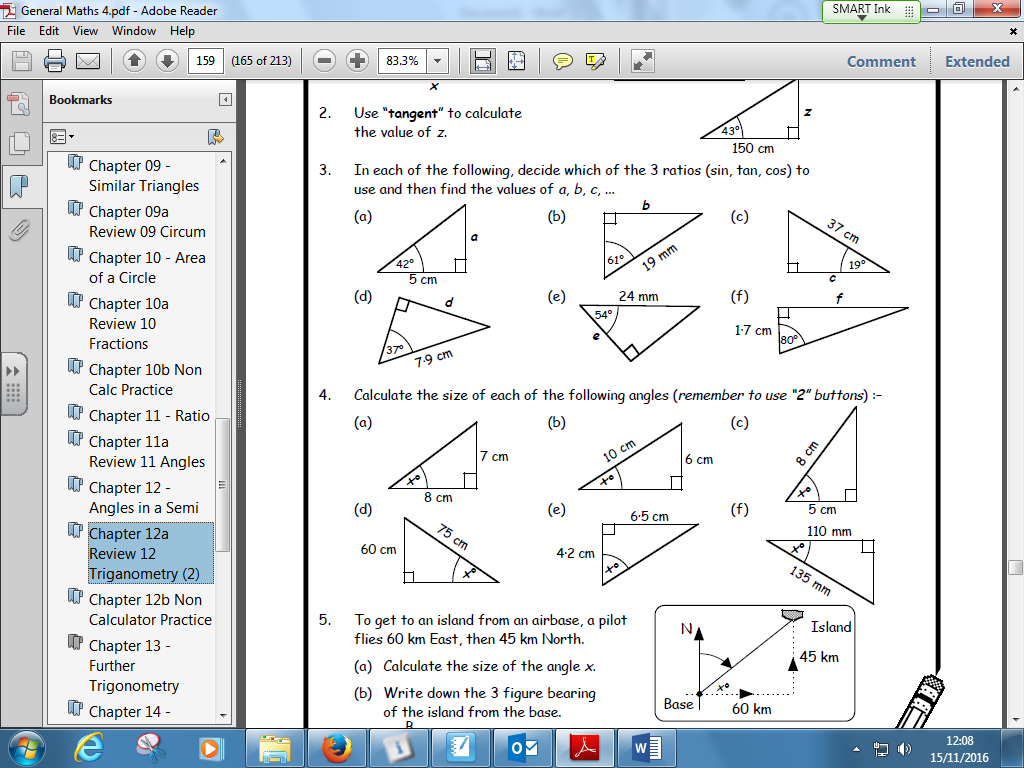 General Maths 4.pdf - Adobe Reader
SMART Ink
File Edit View Window Help
159 (165 of 213) 83.3% Comment Extended
Bookmarks
Chapter 09 -
Similar Triangles
Chapter 09a
Review 09 Circum
Chapter 10 - Area
of a Circle
Chapter 10a
Review 10
Fractions
Chapter 10b Non
Calc Practice
Chapter 11 - Ratio
Chapter 11a
Review 11 Angles
Chapter 12 -
Angles in a Semi
Chapter 12a
Review 12
Triganometry (2)
Chapter 12b Non
Calculator Practice
Chapter 13 -
Further
Trigonometry
Chapter 14 -
x
2. Use “tangent” to calculate
the value of z.
z
43°
150 cm
3. In each of the following, decide which of the 3 ratios (sin, tan, cos) to
use and then find the values of a, b, c, ...
(a) a 42° 5 cm
(b) b 61° 19 mm
(c) 37 cm 19° c
(d) d 37° 7·9 cm
(e) 24 mm 54° e
(f) f 1·7 cm 80°
4. Calculate the size of each of the following angles (remember to use “2” buttons) :-
(a) 7 cm x° 8 cm
(b) 10 cm 6 cm x°
(c) 8 cm x° 5 cm
(d) 60 cm 75 cm x°
(e) 6·5 cm 4·2 cm x°
(f) 110 mm x° 135 mm
5. To get to an island from an airbase, a pilot
flies 60 km East, then 45 km North.
(a) Calculate the size of the angle x.
(b) Write down the 3 figure bearing
of the island from the base.
B
N Island
45 km
x°
Base 60 km
12:08
15/11/2016